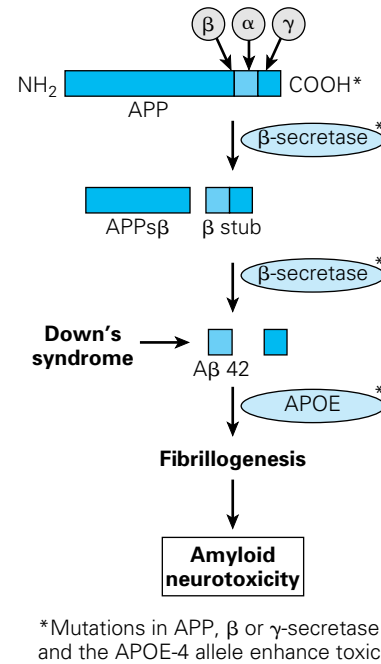 β α γ
NH₂ COOH*
APP
β-secretase*
APPsβ β stub
β-secretase*
Down's
syndrome
Aβ 42
APOE*
Fibrillogenesis
Amyloid
neurotoxicity
*Mutations in APP, β or γ-secretase
and the APOE-4 allele enhance toxic